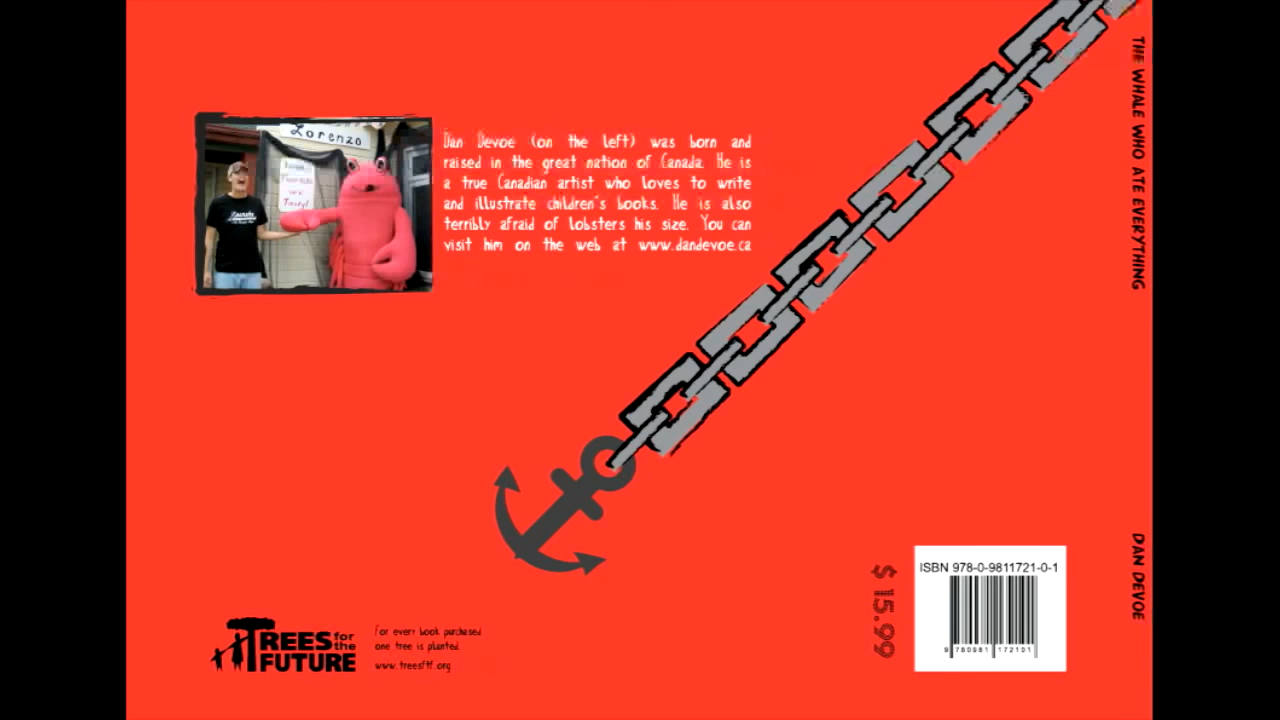 Lorenzo
Dan Devoe (on the left) was born and
raised in the great nation of Canada. He is
a true Canadian artist who loves to write
and illustrate children's books. He is also
terribly afraid of lobsters his size. You can
visit him on the web at www.dandevoe.ca
THE WHALE WHO ATE EVERYTHING
DAN DEVOE
$ 15.99
ISBN 978-0-9811721-0-1
9 780981 172101
TREES for the
FUTURE
For every book purchased
one tree is planted.
www.treesftf.org